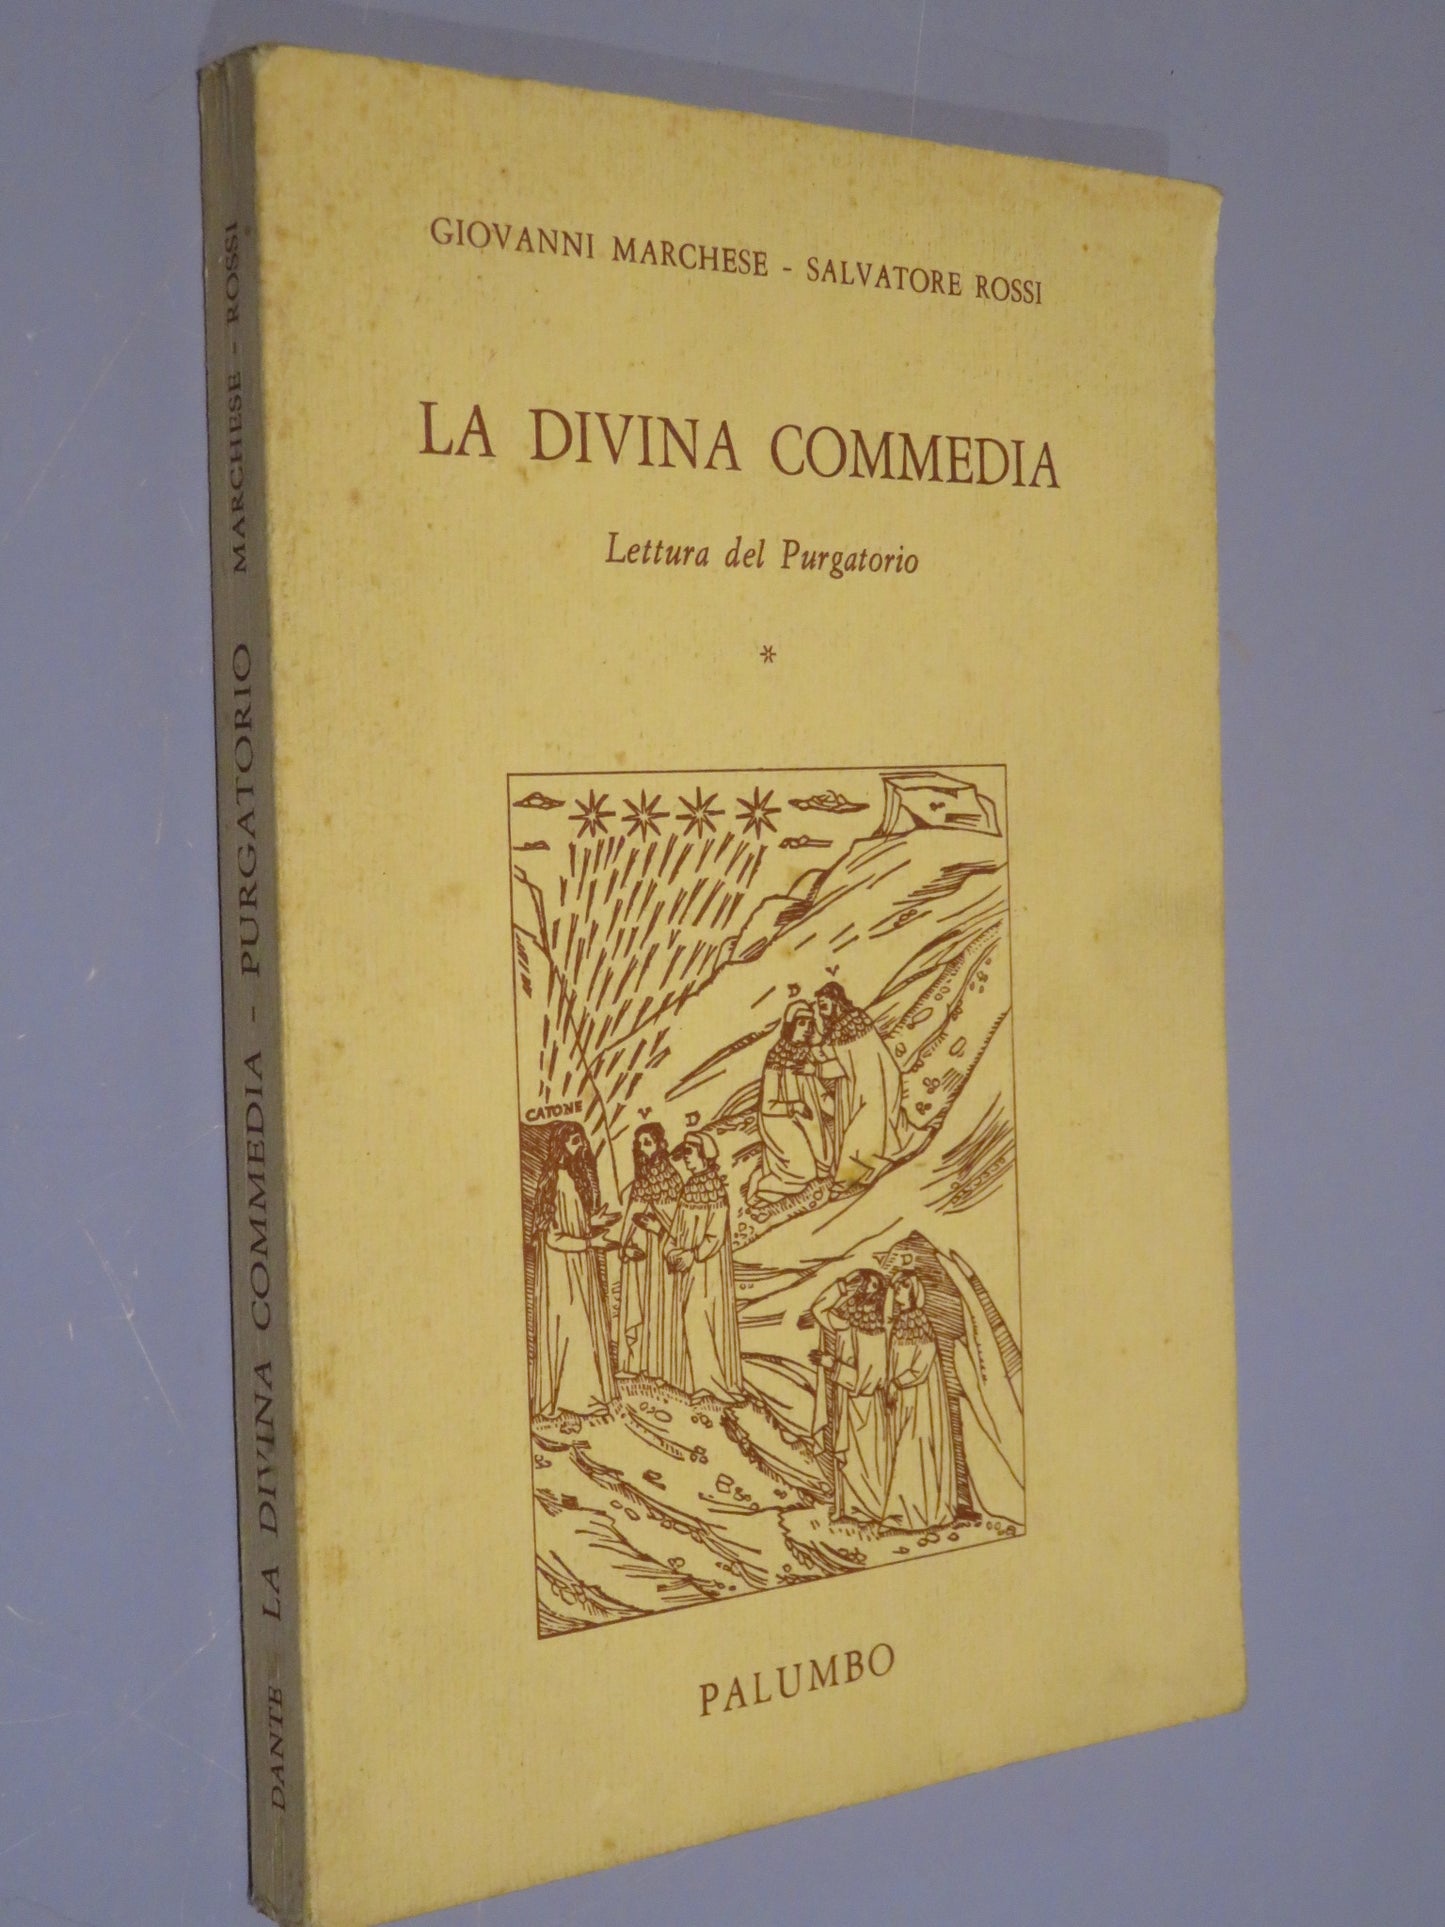 GIOVANNI MARCHESE - SALVATORE ROSSI
LA DIVINA COMMEDIA
Lettura del Purgatorio
*
D V
CATONE V D
V D
PALUMBO
DANTE - LA DIVINA COMMEDIA - PURGATORIO MARCHESE - ROSSI